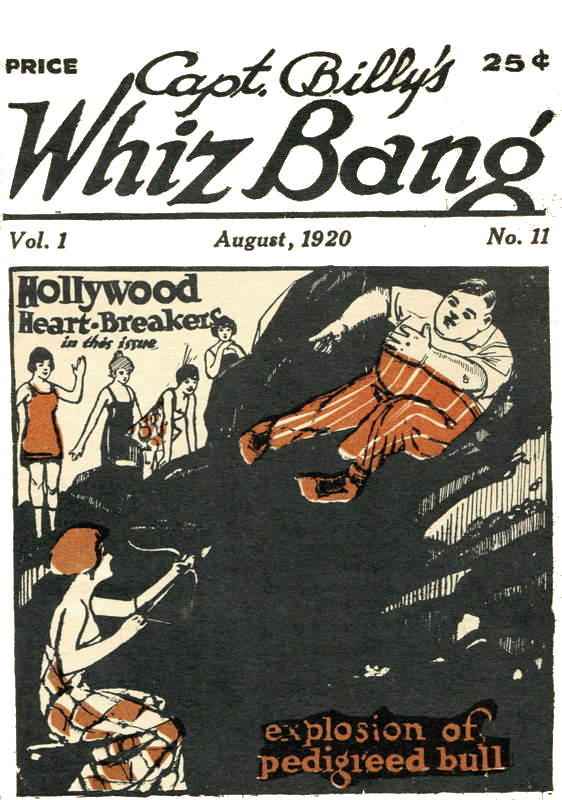 PRICE Capt. Billy's 25¢
Whiz Bang
Vol. 1 August, 1920 No. 11
Hollywood
Heart-Breakers
in this issue
explosion of
pedigreed bull